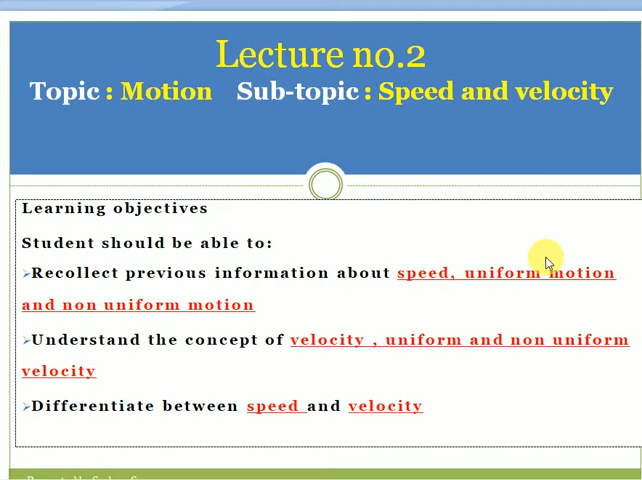 Lecture no.2
Topic : Motion Sub-topic : Speed and velocity
Learning objectives
Student should be able to:
➢Recollect previous information about speed, uniform motion
and non uniform motion
➢Understand the concept of velocity , uniform and non uniform
velocity
➢Differentiate between speed and velocity